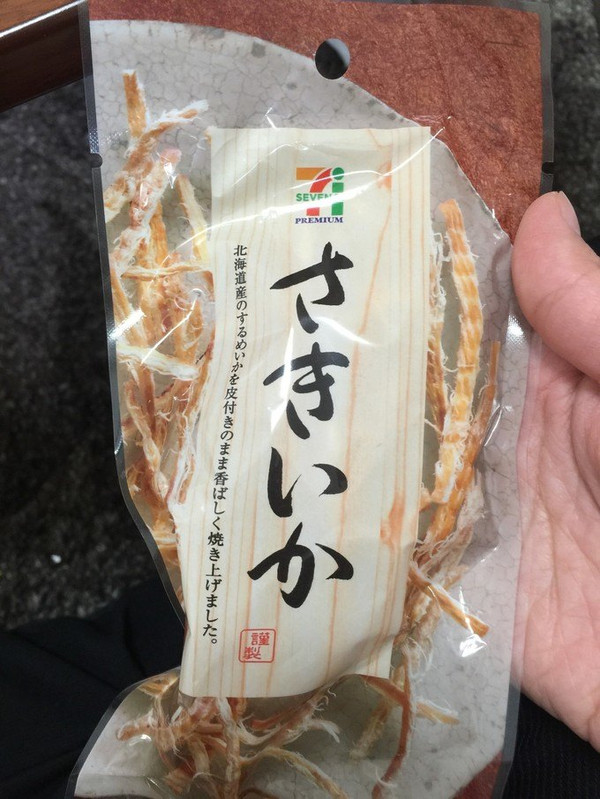 7i
SEVEN
PREMIUM
さきいか
北海道産のするめいかを皮付きのまま香ばしく焼き上げました。
謹製